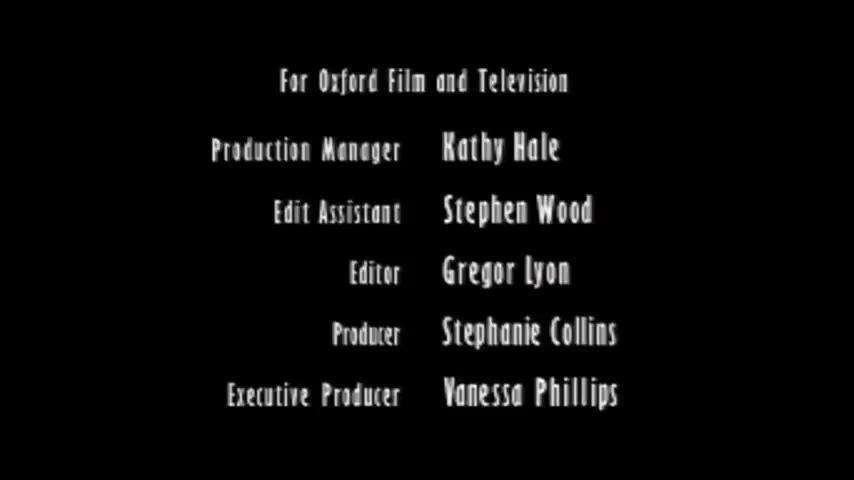 For Oxford Film and Television
Production Manager Kathy Hale
Edit Assistant Stephen Wood
Editor Gregor Lyon
Producer Stephanie Collins
Executive Producer Vanessa Phillips